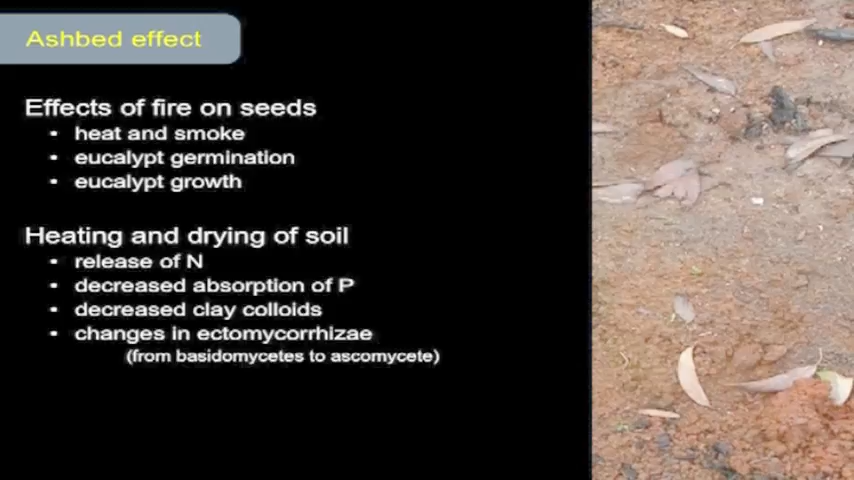 Ashbed effect
Effects of fire on seeds
• heat and smoke
• eucalypt germination
• eucalypt growth
Heating and drying of soil
• release of N
• decreased absorption of P
• decreased clay colloids
• changes in ectomycorrhizae
(from basidomycetes to ascomycete)